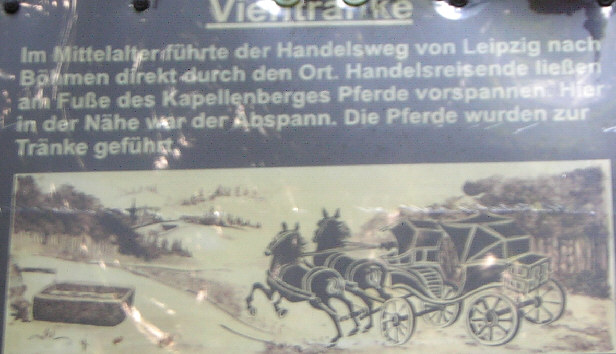 Viehtränke
Im Mittelalter führte der Handelsweg von Leipzig nach
Böhmen direkt durch den Ort. Handelsreisende ließen
am Fuße des Kapellenberges Pferde vorspannen. Hier
in der Nähe war der Abspann. Die Pferde wurden zur
Tränke geführt.